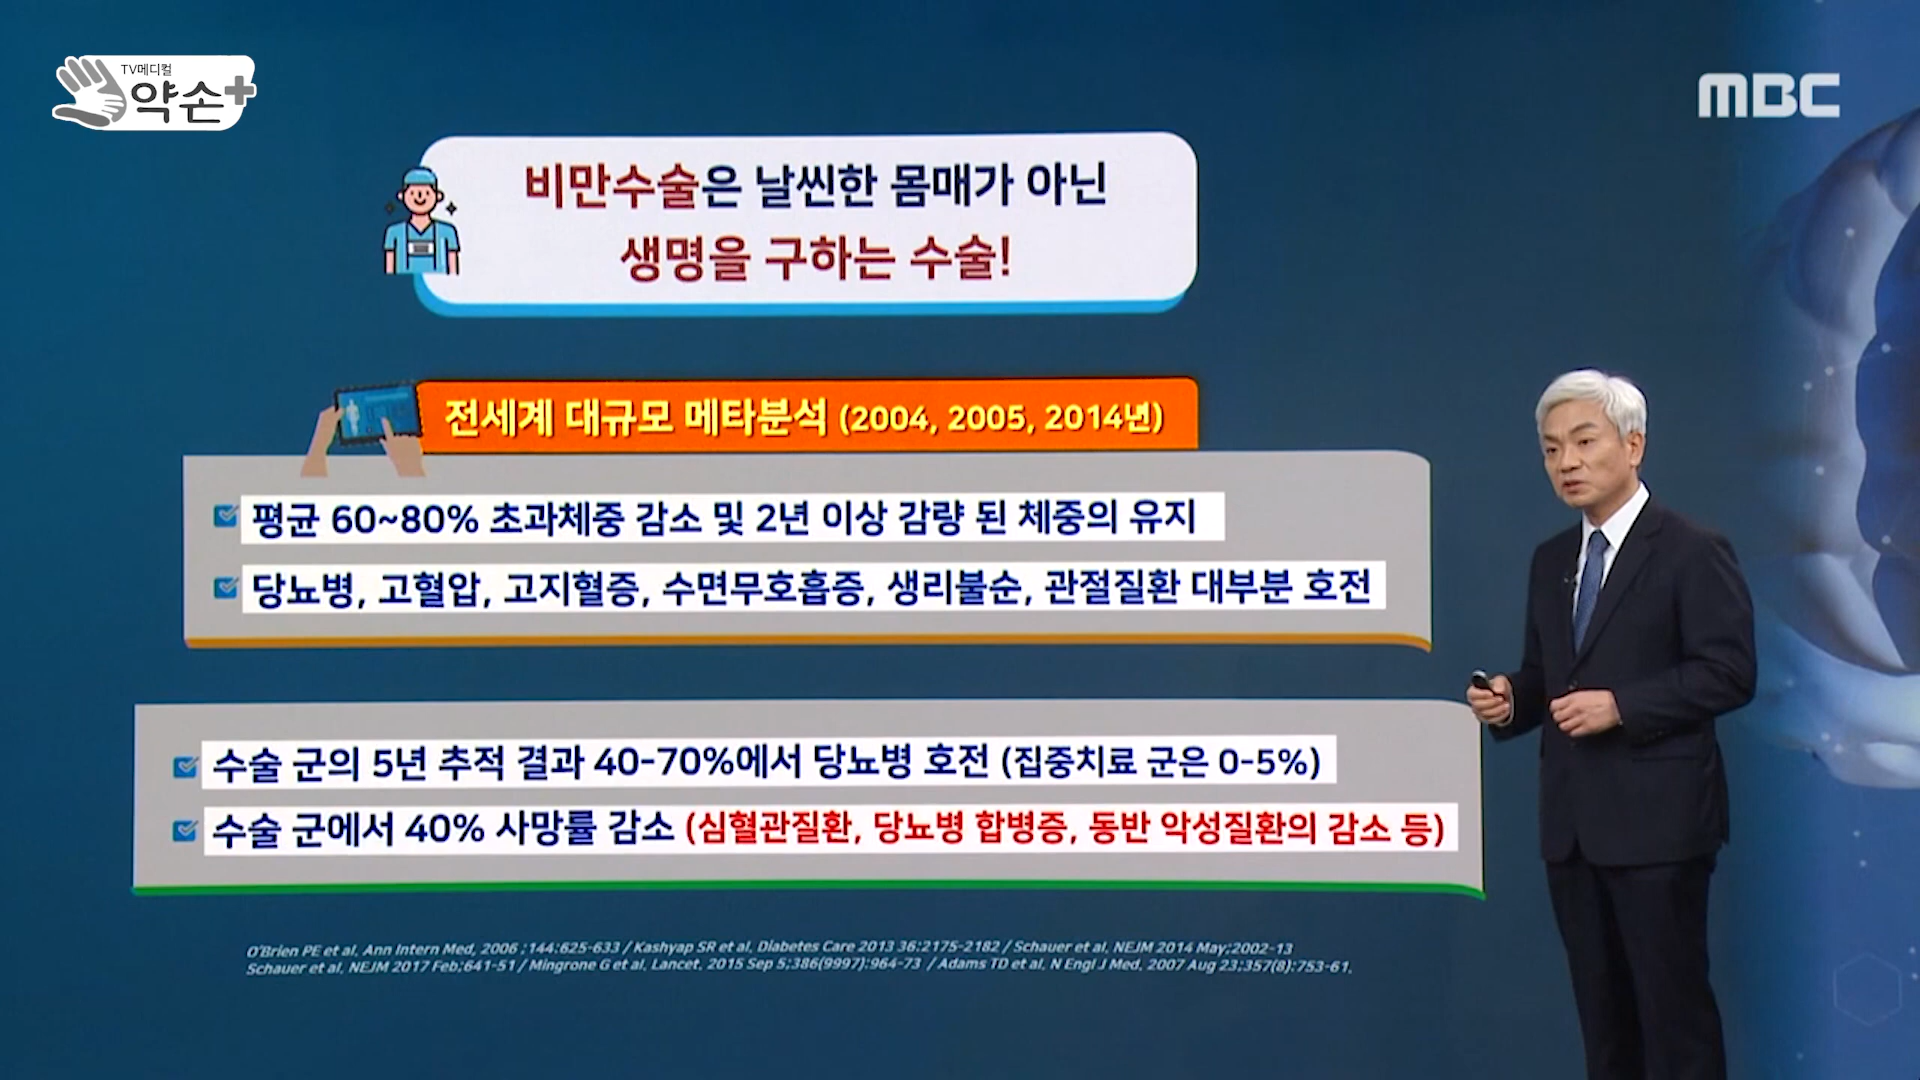 TV메디컬
약손+
MBC
비만수술은 날씬한 몸매가 아닌
생명을 구하는 수술!
전세계 대규모 메타분석 (2004, 2005, 2014년)
평균 60~80% 초과체중 감소 및 2년 이상 감량 된 체중의 유지
당뇨병, 고혈압, 고지혈증, 수면무호흡증, 생리불순, 관절질환 대부분 호전
수술 군의 5년 추적 결과 40-70%에서 당뇨병 호전 (집중치료 군은 0-5%)
수술 군에서 40% 사망률 감소 (심혈관질환, 당뇨병 합병증, 동반 악성질환의 감소 등)
O'Brien PE et al. Ann Intern Med, 2006 ; 144:625-633 / Kashyap SR et al, Diabetes Care 2013 36:2175-2182 / Schauer et al. NEJM 2014 May;2002-13
Schauer et al. NEJM 2017 Feb;641-51 / Mingrone G et al. Lancet. 2015 Sep 5;386(9997):964-73 / Adams TD et al. N Engl J Med. 2007 Aug 23;357(8):753-61.